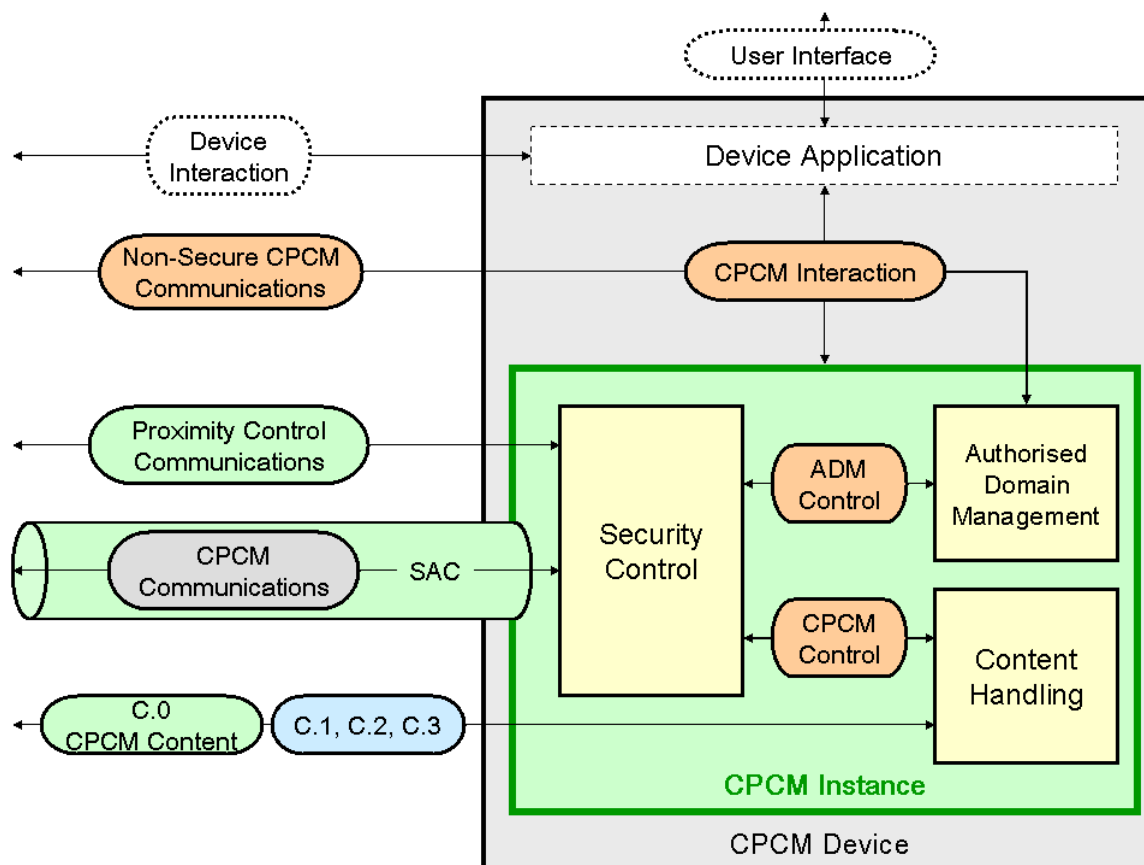 User Interface
Device
Interaction
Device Application
Non-Secure CPCM
Communications
CPCM Interaction
Proximity Control
Communications
ADM
Control
Authorised
Domain
Management
CPCM
Communications
SAC
Security
Control
CPCM
Control
Content
Handling
C.0
CPCM Content
C.1, C.2, C.3
CPCM Instance
CPCM Device